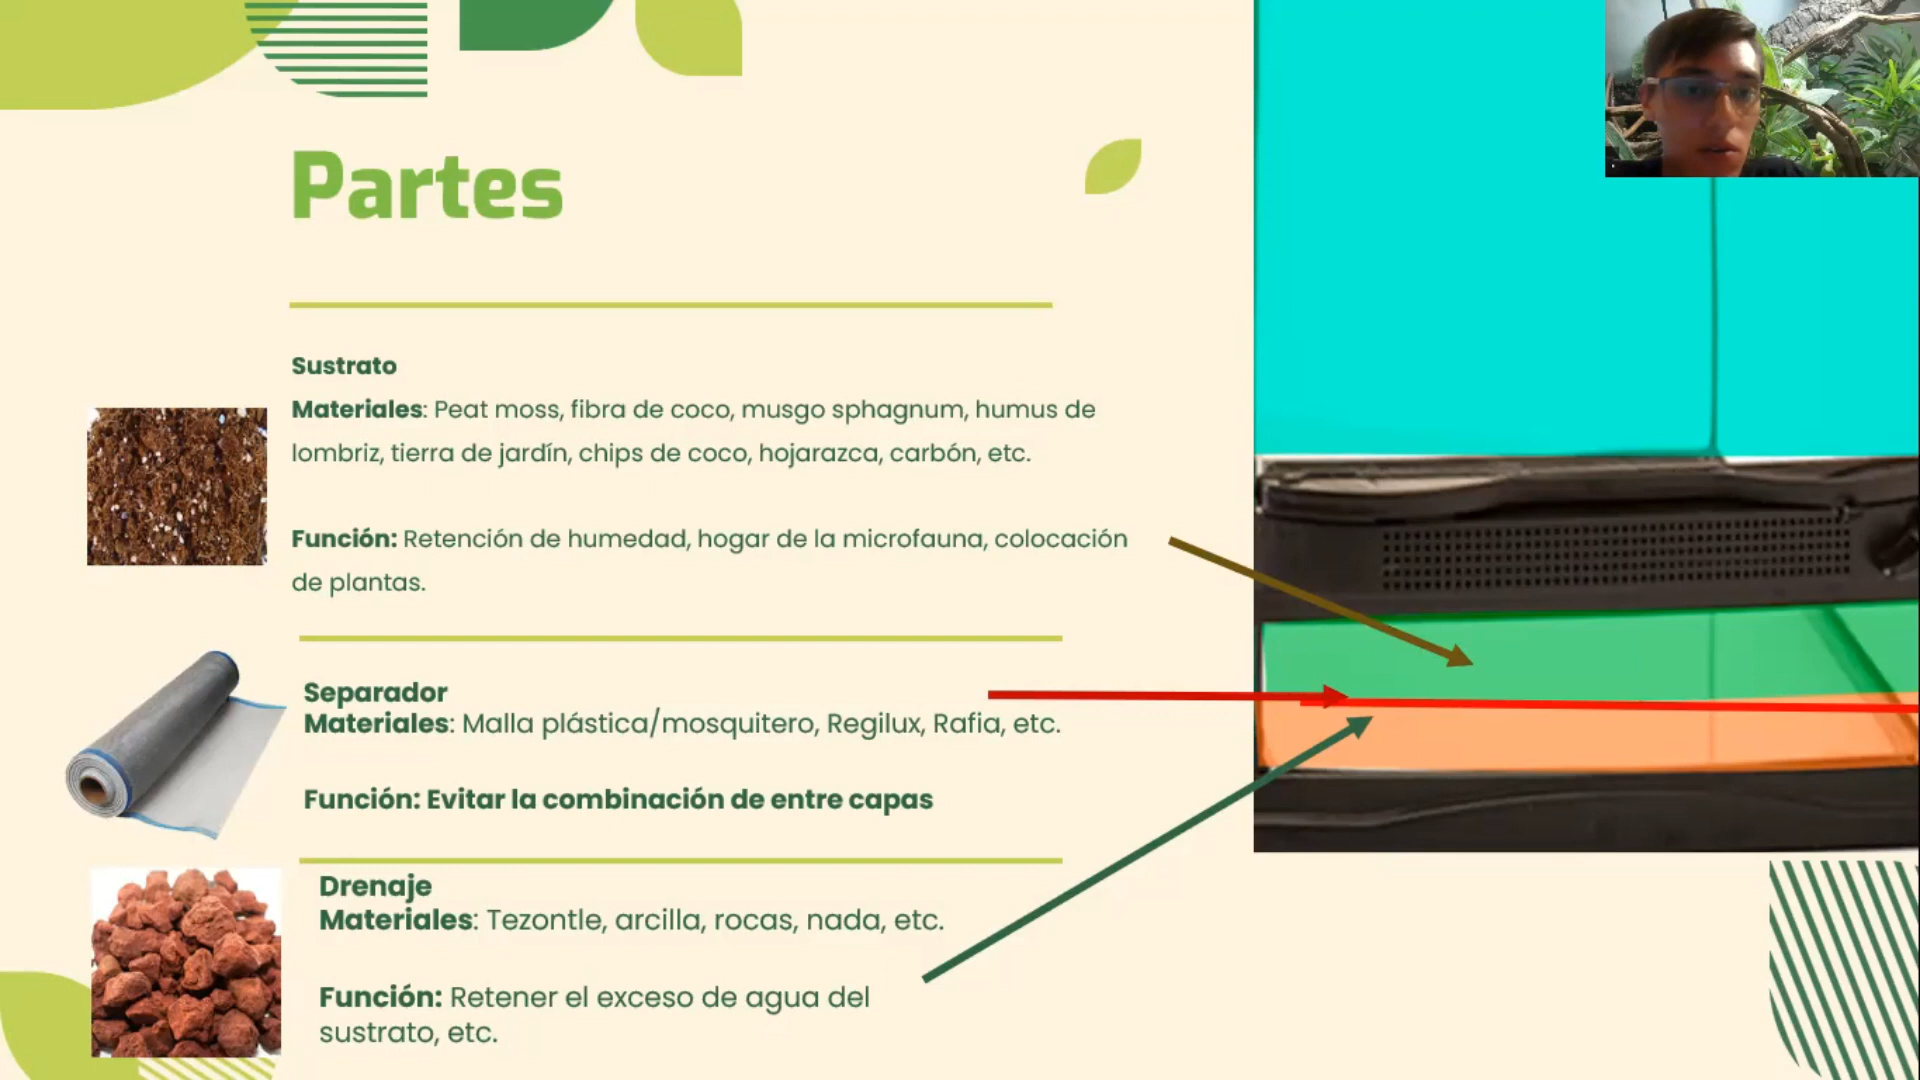 Partes
Sustrato
Materiales: Peat moss, fibra de coco, musgo sphagnum, humus de
lombriz, tierra de jardín, chips de coco, hojarazca, carbón, etc.
Función: Retención de humedad, hogar de la microfauna, colocación
de plantas.
Separador
Materiales: Malla plástica/mosquitero, Regilux, Rafia, etc.
Función: Evitar la combinación de entre capas
Drenaje
Materiales: Tezontle, arcilla, rocas, nada, etc.
Función: Retener el exceso de agua del
sustrato, etc.